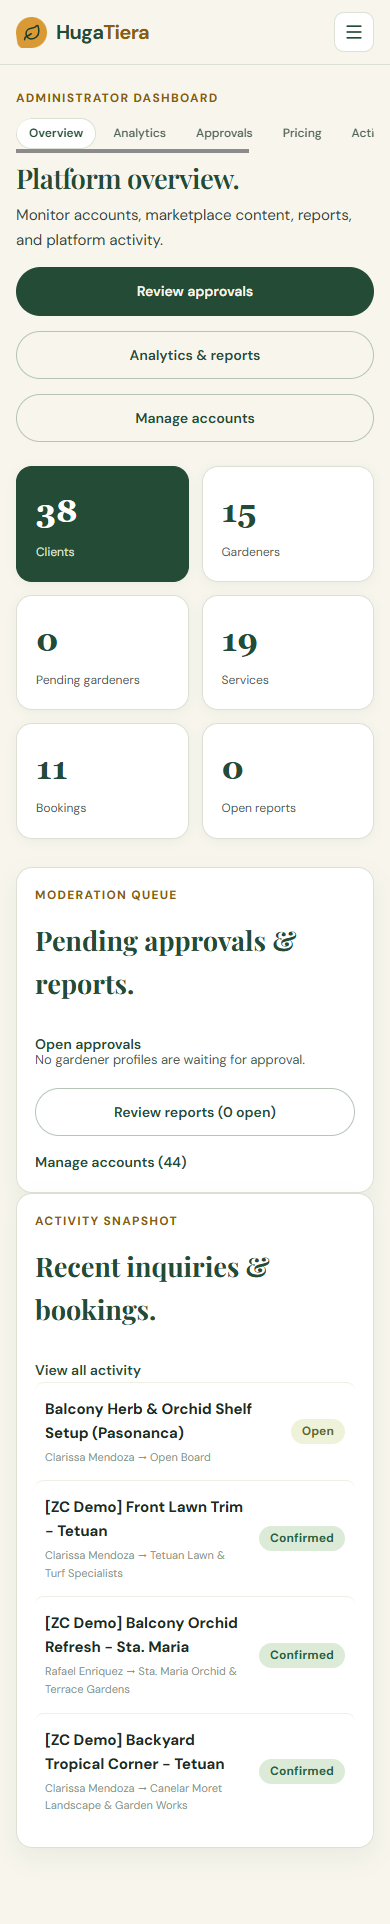 HugaTiera
ADMINISTRATOR DASHBOARD
Overview Analytics Approvals Pricing Acti
Platform overview.
Monitor accounts, marketplace content, reports,
and platform activity.
Review approvals
Analytics & reports
Manage accounts
38 15
Clients Gardeners
0 19
Pending gardeners Services
11 0
Bookings Open reports
MODERATION QUEUE
Pending approvals &
reports.
Open approvals
No gardener profiles are waiting for approval.
Review reports (0 open)
Manage accounts (44)
ACTIVITY SNAPSHOT
Recent inquiries &
bookings.
View all activity
Balcony Herb & Orchid Shelf
Setup (Pasonanca)
Open
Clarissa Mendoza → Open Board
[ZC Demo] Front Lawn Trim
– Tetuan
Confirmed
Clarissa Mendoza → Tetuan Lawn &
Turf Specialists
[ZC Demo] Balcony Orchid
Refresh – Sta. Maria
Confirmed
Rafael Enriquez → Sta. Maria Orchid &
Terrace Gardens
[ZC Demo] Backyard
Tropical Corner – Tetuan
Confirmed
Clarissa Mendoza → Canelar Moret
Landscape & Garden Works